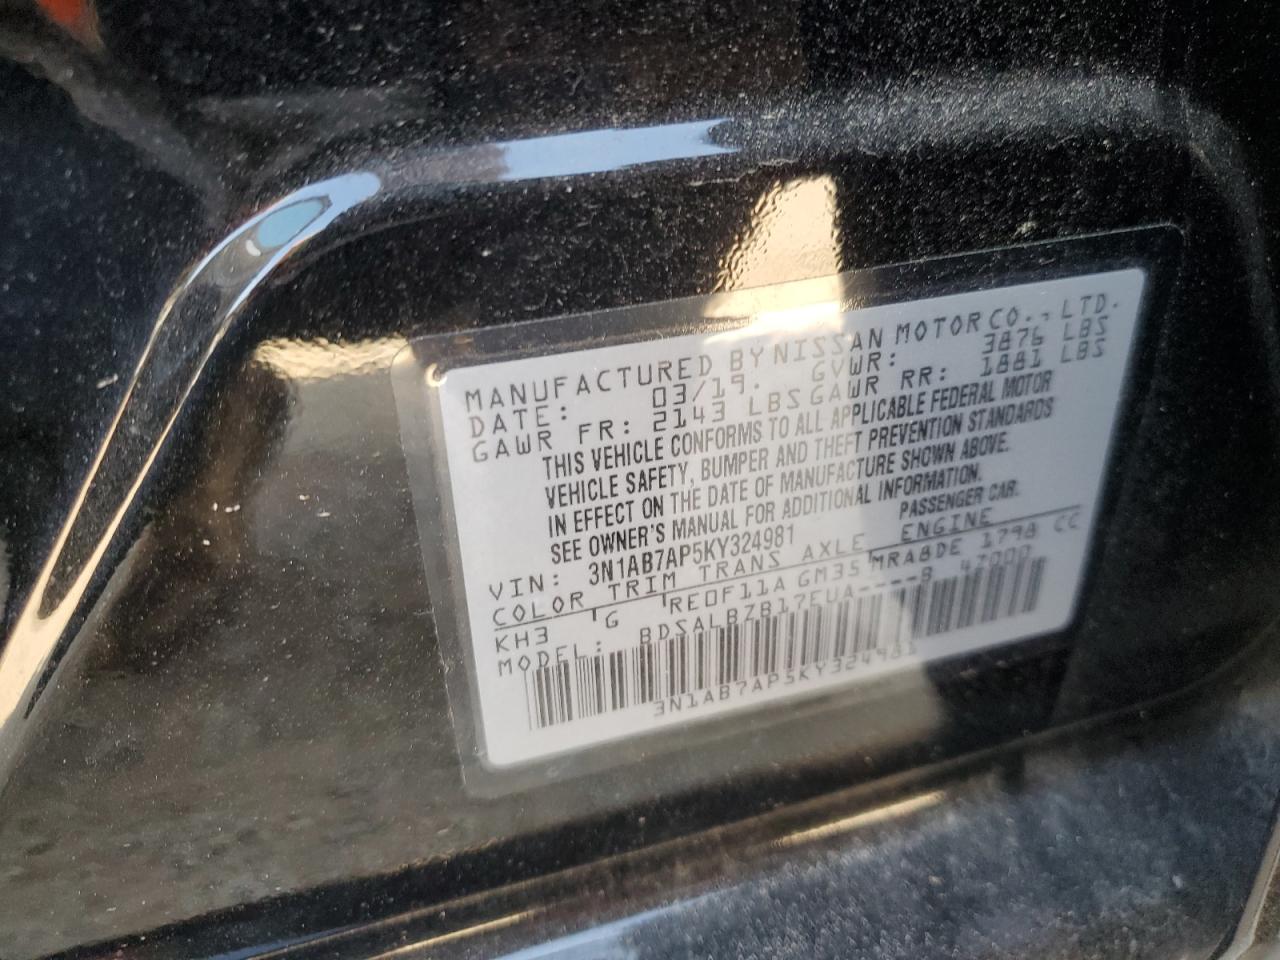 MANUFACTURED BY NISSAN MOTOR CO., LTD.
DATE: 03/19. GVWR: 3876 LBS
GAWR FR: 2143 LBS GAWR RR: 1881 LBS
THIS VEHICLE CONFORMS TO ALL APPLICABLE FEDERAL MOTOR
VEHICLE SAFETY, BUMPER AND THEFT PREVENTION STANDARDS
IN EFFECT ON THE DATE OF MANUFACTURE SHOWN ABOVE.
SEE OWNER'S MANUAL FOR ADDITIONAL INFORMATION.
VIN: 3N1AB7AP5KY324981 PASSENGER CAR.
COLOR TRIM TRANS AXLE ENGINE
KH3 G RE0F11A GM35 MRA8DE 1798 CC
MODEL: BDSALBZB17EUA----B 47000
3N1AB7AP5KY324981